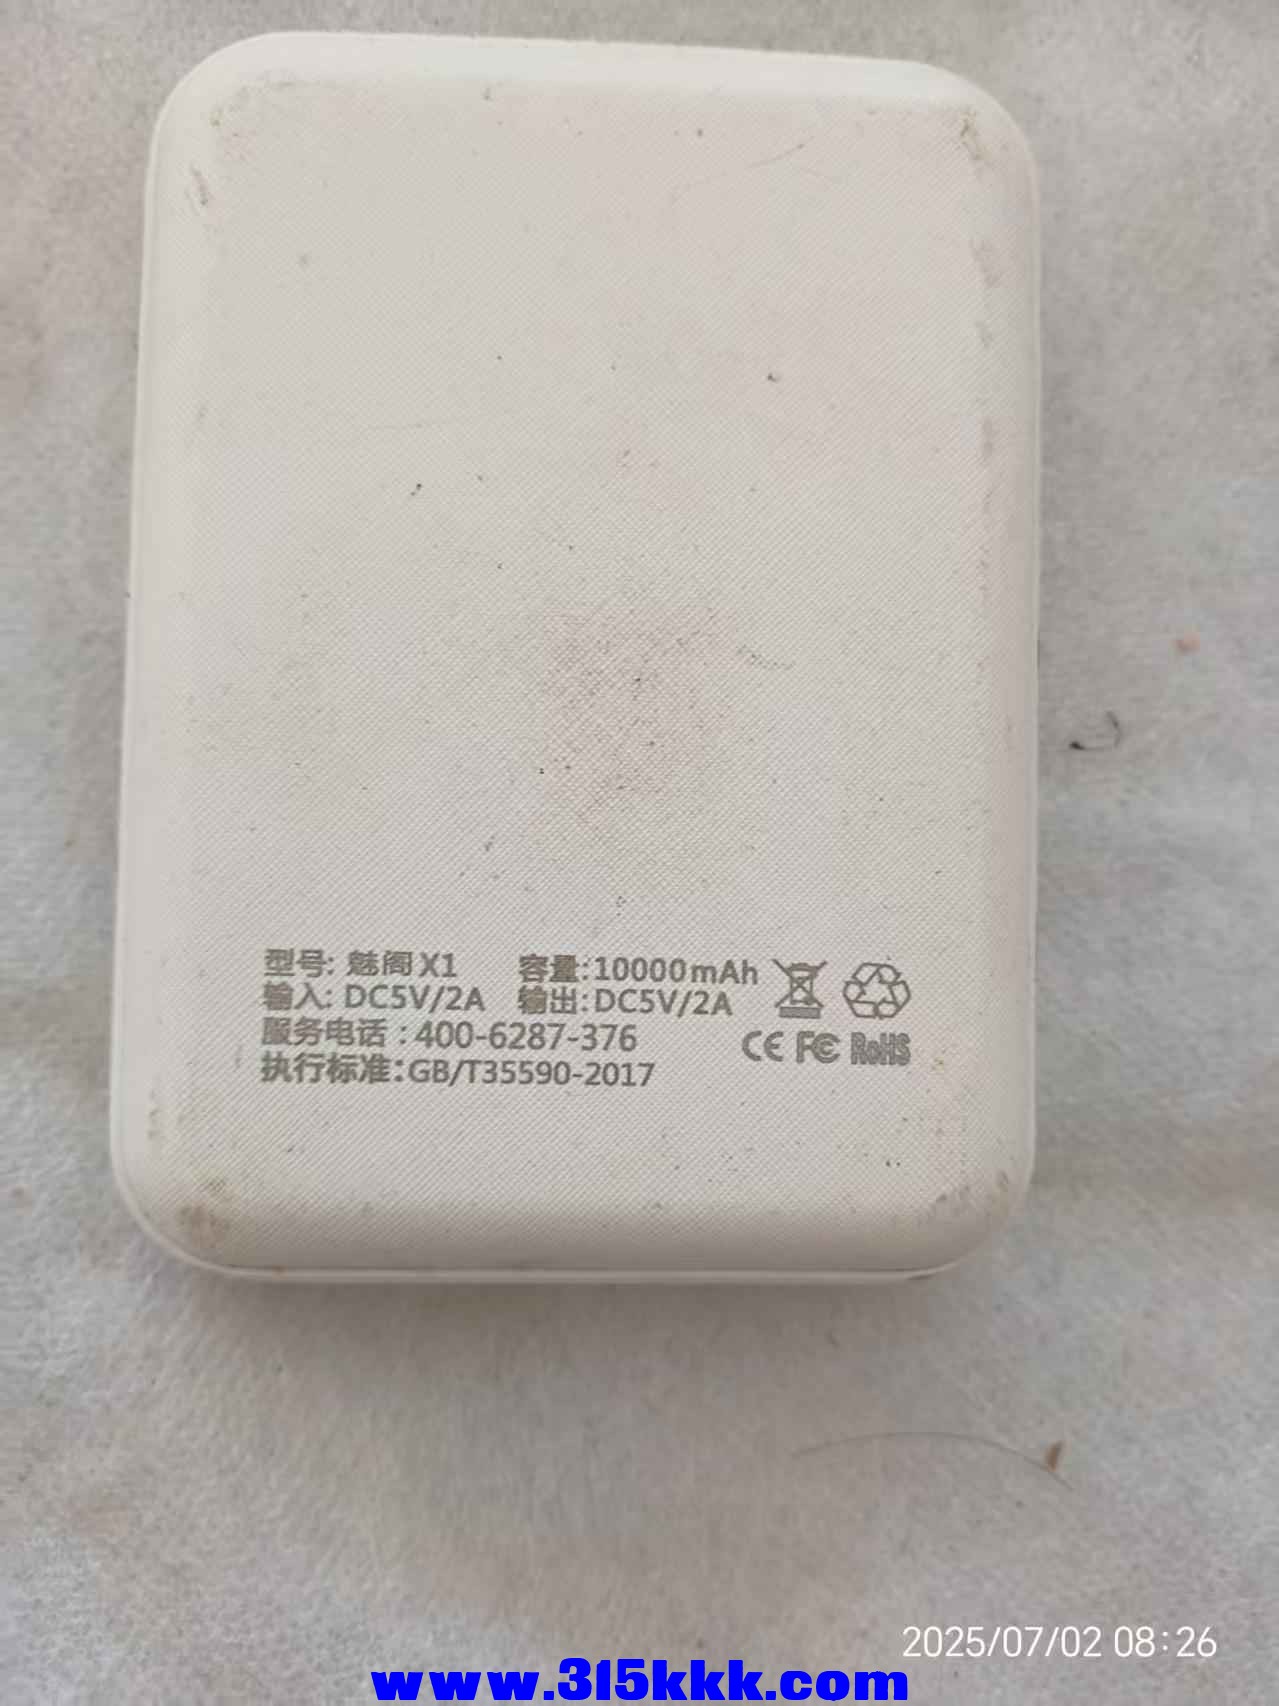 型号: 魅阁 X1 容量:10000mAh
输入: DC5V/2A 输出:DC5V/2A
服务电话:400-6287-376
执行标准:GB/T35590-2017
CE FC RoHS
2025/07/02 08:26
www.315kkk.com